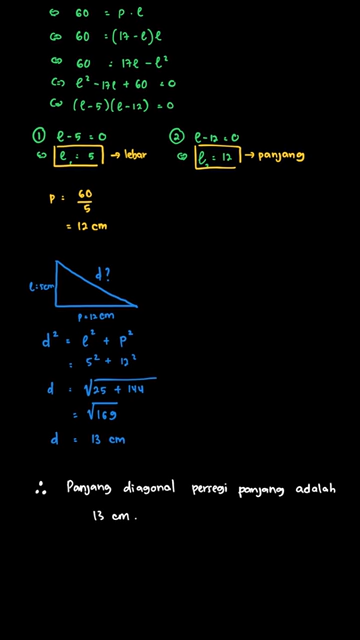 ⇔ 60 = p · l
⇔ 60 = (17 - l) l
⇔ 60 = 17l - l²
⇔ l² - 17l + 60 = 0
⇔ (l - 5)(l - 12) = 0
① l - 5 = 0
⇔ l₁ = 5 → lebar
② l - 12 = 0
⇔ l₂ = 12 → panjang
p = 60/5
= 12 cm
d?
l = 5cm
p = 12 cm
d² = l² + p²
= 5² + 12²
d = √25 + 144
= √169
d = 13 cm
∴ Panjang diagonal persegi panjang adalah
13 cm.